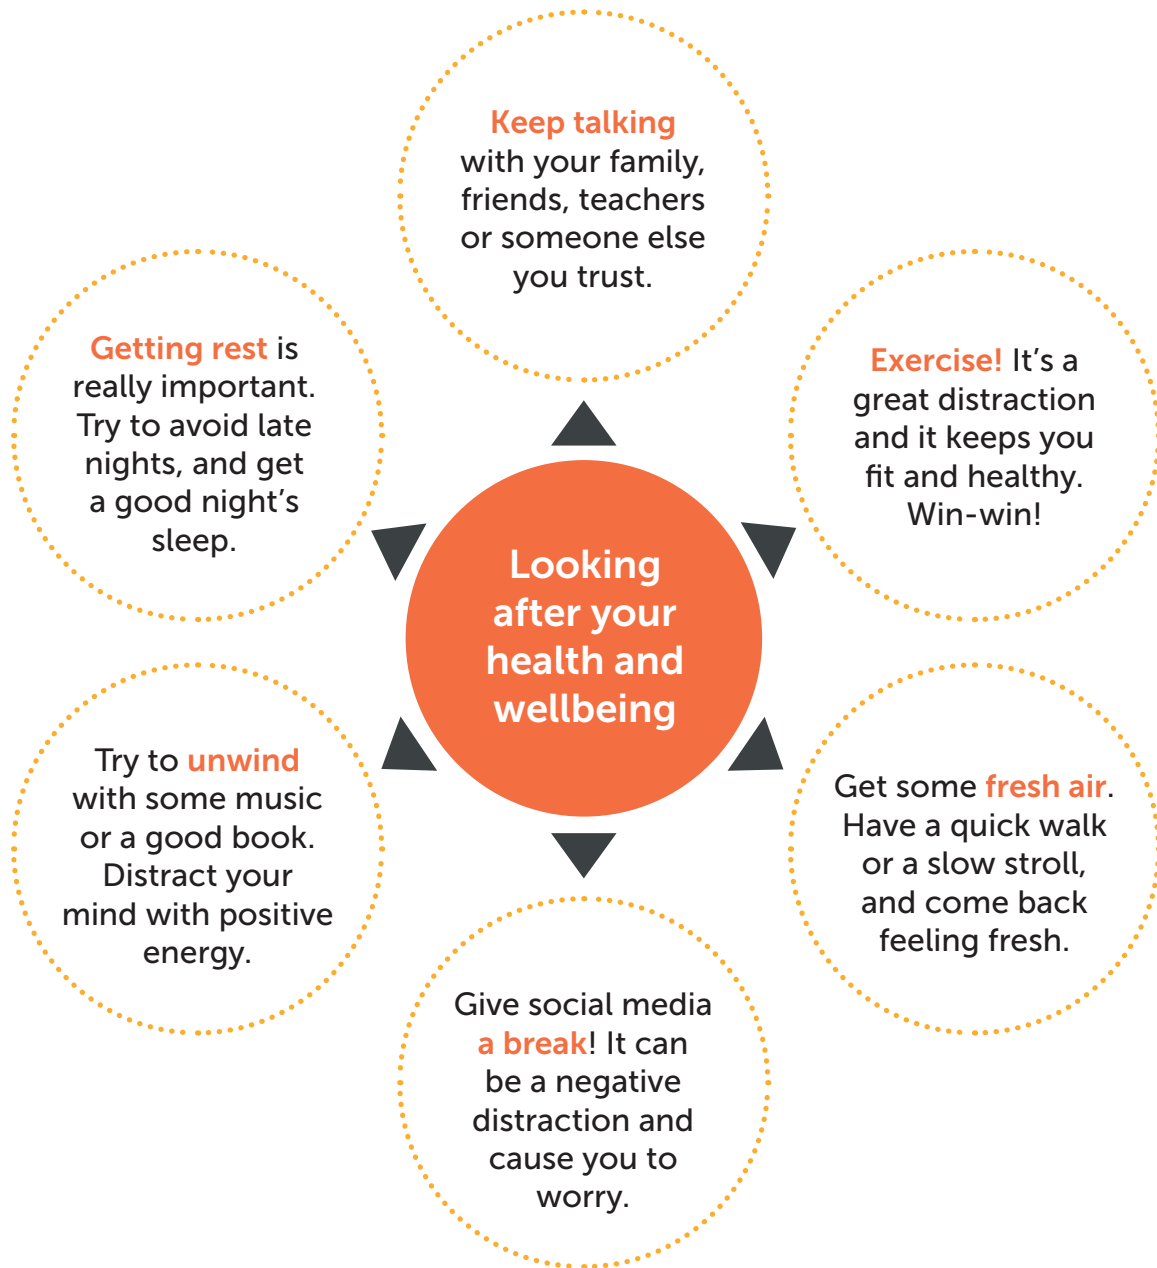 Keep talking
with your family,
friends, teachers
or someone else
you trust.
Getting rest is
really important.
Try to avoid late
nights, and get
a good night’s
sleep.
Exercise! It’s a
great distraction
and it keeps you
fit and healthy.
Win-win!
Looking
after your
health and
wellbeing
Try to unwind
with some music
or a good book.
Distract your
mind with positive
energy.
Get some fresh air.
Have a quick walk
or a slow stroll,
and come back
feeling fresh.
Give social media
a break! It can
be a negative
distraction and
cause you to
worry.